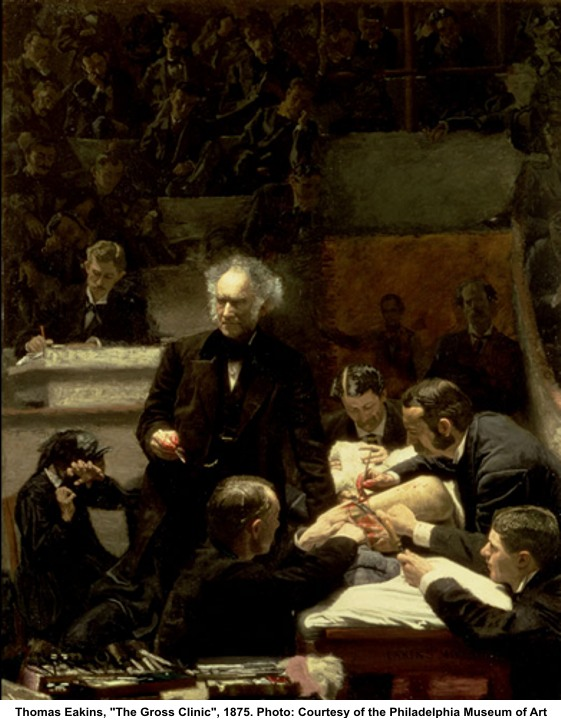 Thomas Eakins, "The Gross Clinic", 1875. Photo: Courtesy of the Philadelphia Museum of Art